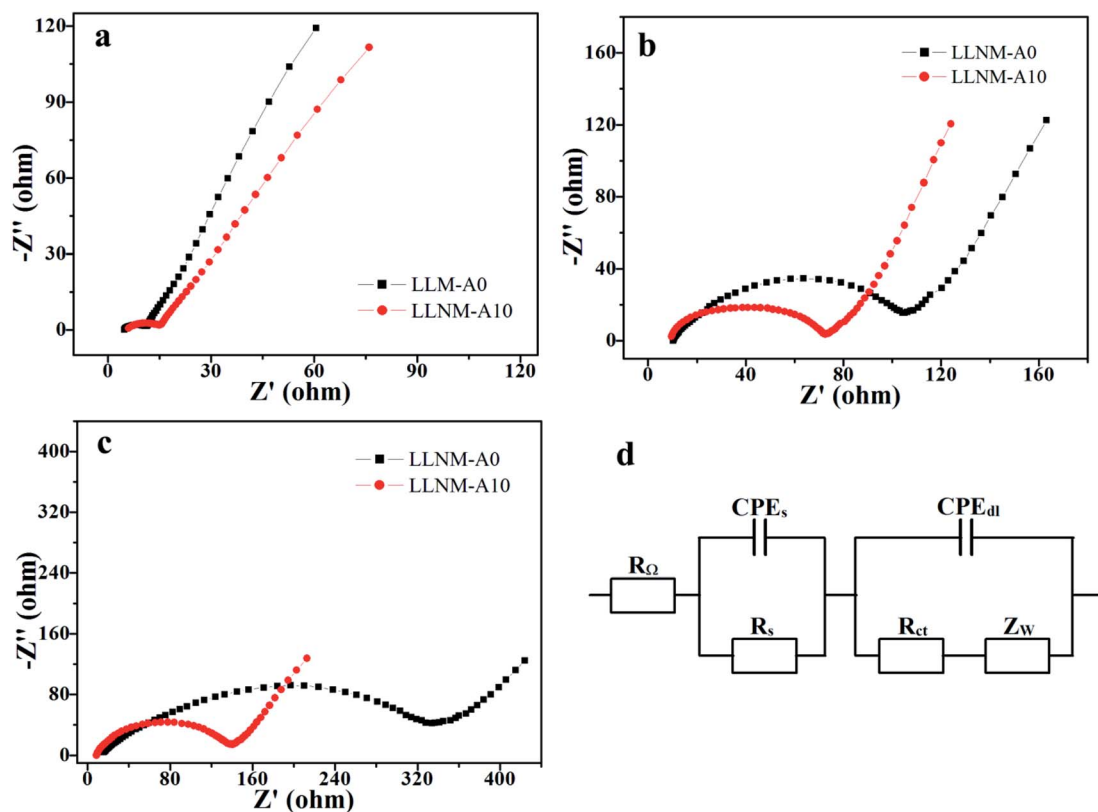 a
120
90
60
30
0
-Z'' (ohm)
LLM-A0
LLNM-A10
0 30 60 90 120
Z' (ohm)
b
160
120
80
40
0
-Z'' (ohm)
LLNM-A0
LLNM-A10
0 40 80 120 160
Z' (ohm)
c
400
320
240
160
80
0
-Z'' (ohm)
LLNM-A0
LLNM-A10
0 80 160 240 320 400
Z' (ohm)
d
CPEs CPEdl
RΩ
Rs Rct ZW